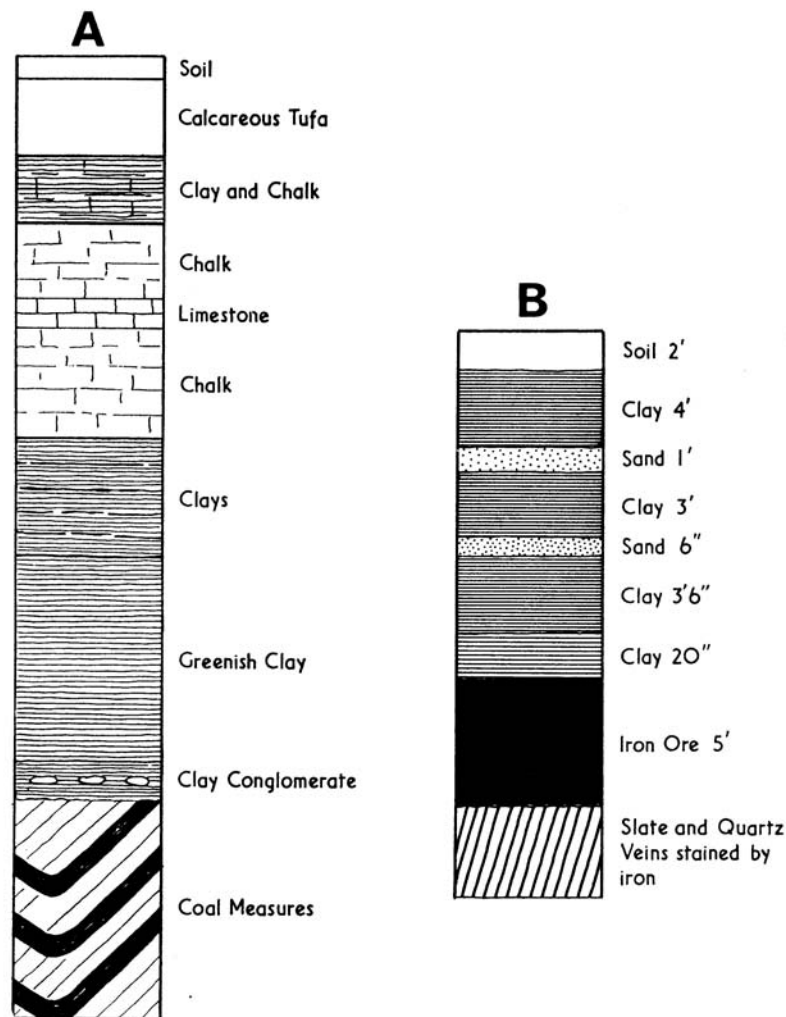 A
Soil
Calcareous Tufa
Clay and Chalk
Chalk
Limestone
Chalk
Clays
Greenish Clay
Clay Conglomerate
Coal Measures
B
Soil 2'
Clay 4'
Sand 1'
Clay 3'
Sand 6"
Clay 3'6"
Clay 20"
Iron Ore 5'
Slate and Quartz
Veins stained by
iron